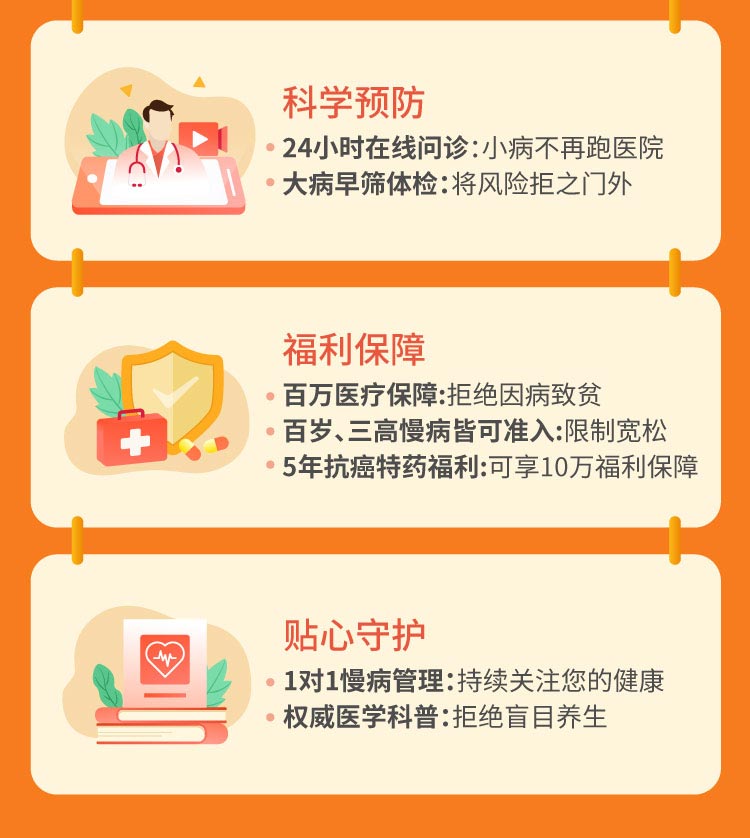 科学预防
24小时在线问诊：小病不再跑医院
大病早筛体检：将风险拒之门外
福利保障
百万医疗保障:拒绝因病致贫
百岁、三高慢病皆可准入:限制宽松
5年抗癌特药福利:可享10万福利保障
贴心守护
1对1慢病管理：持续关注您的健康
权威医学科普：拒绝盲目养生